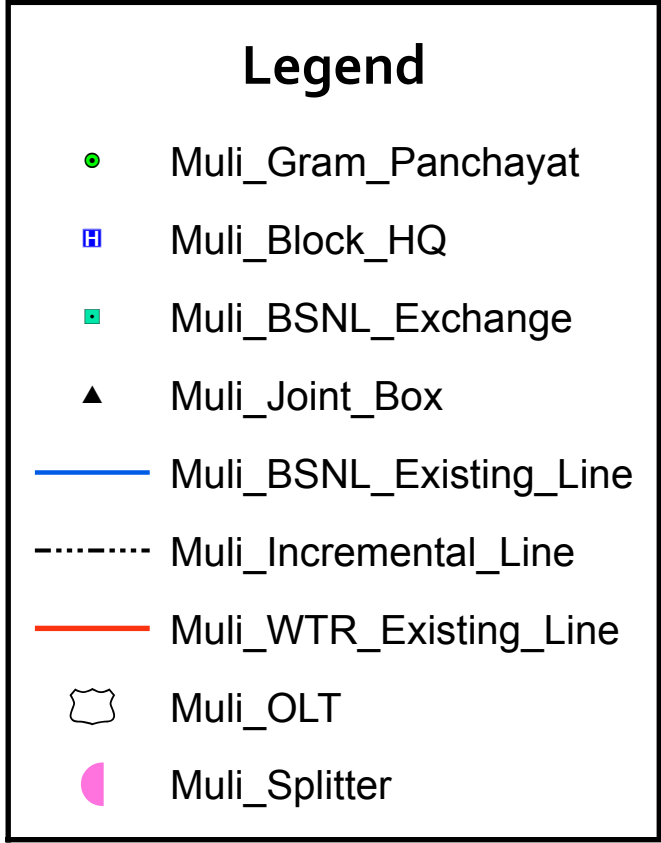 Legend
Muli_Gram_Panchayat
H Muli_Block_HQ
Muli_BSNL_Exchange
Muli_Joint_Box
Muli_BSNL_Existing_Line
Muli_Incremental_Line
Muli_WTR_Existing_Line
Muli_OLT
Muli_Splitter